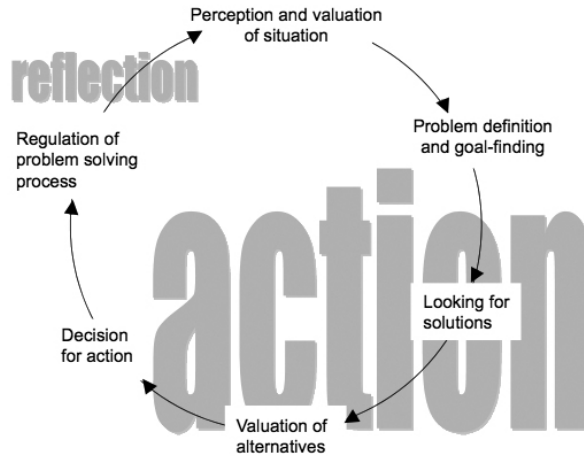 Perception and valuation
of situation
reflection
Problem definition
and goal-finding
Regulation of
problem solving
process
action
Looking for
solutions
Decision
for action
Valuation of
alternatives